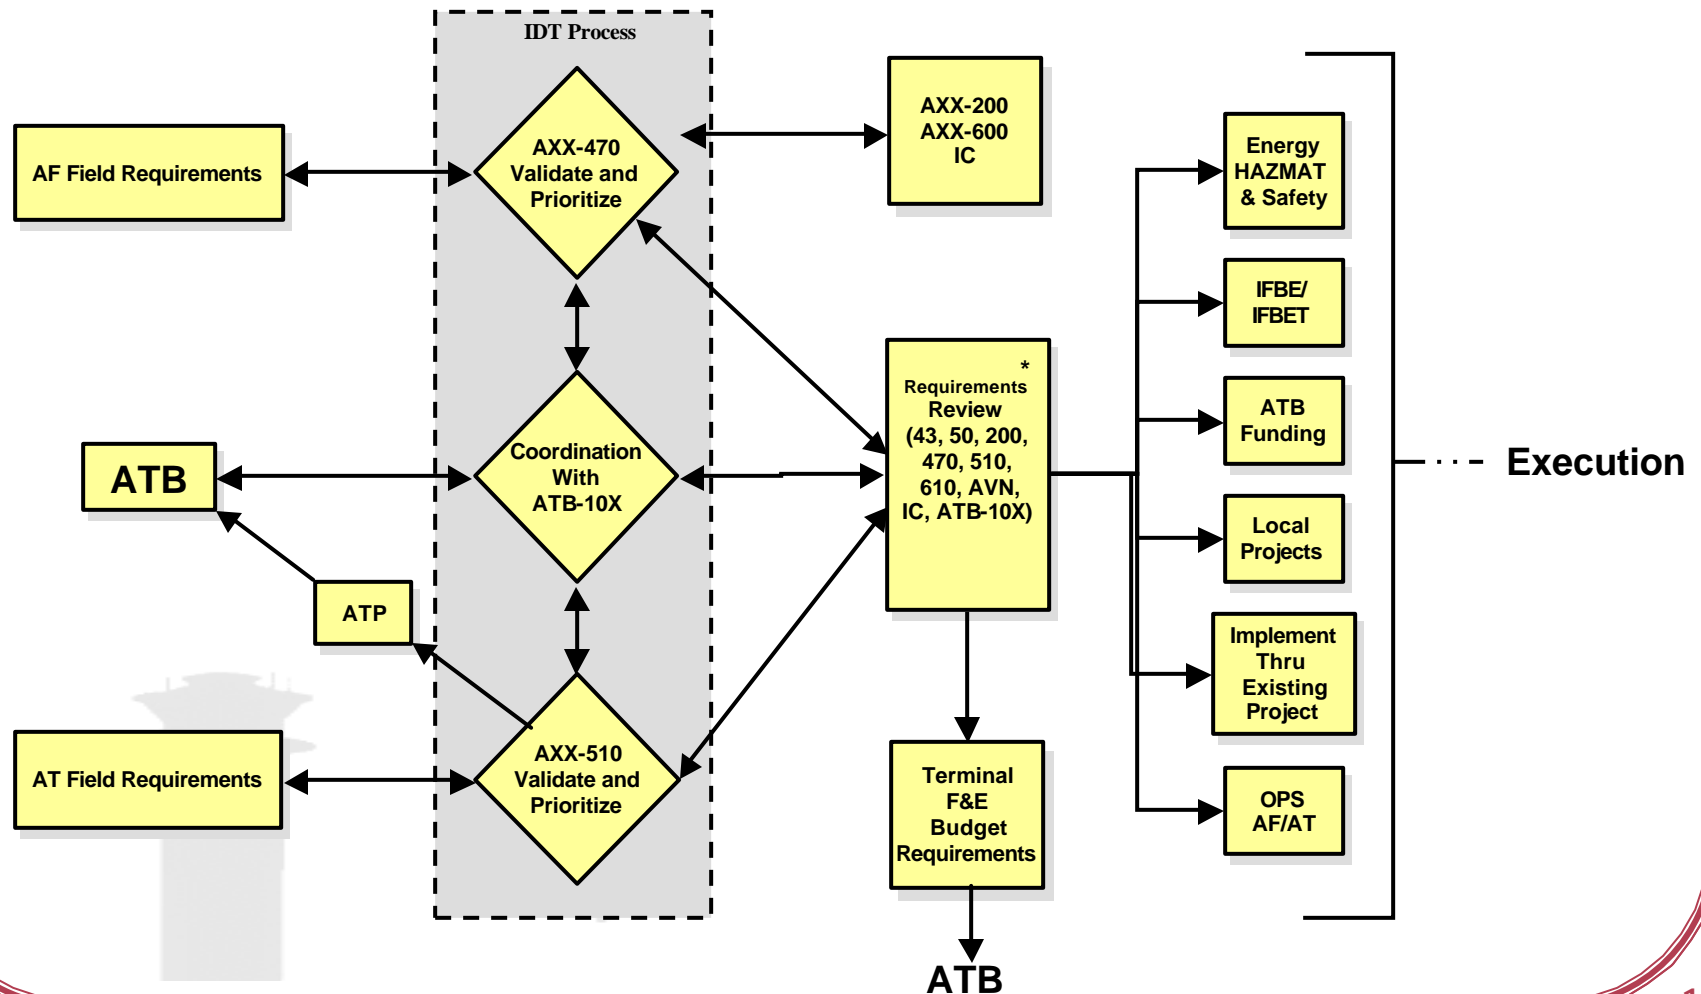 IDT Process
AF Field Requirements
AXX-470
Validate and
Prioritize
AXX-200
AXX-600
IC
Energy
HAZMAT
& Safety
IFBE/
IFBET
ATB
Funding
Local
Projects
Implement
Thru
Existing
Project
OPS
AF/AT
Execution
*
Requirements
Review
(43, 50, 200,
470, 510,
610, AVN,
IC, ATB-10X)
Coordination
With
ATB-10X
ATB
ATP
AT Field Requirements
AXX-510
Validate and
Prioritize
Terminal
F&E
Budget
Requirements
ATB